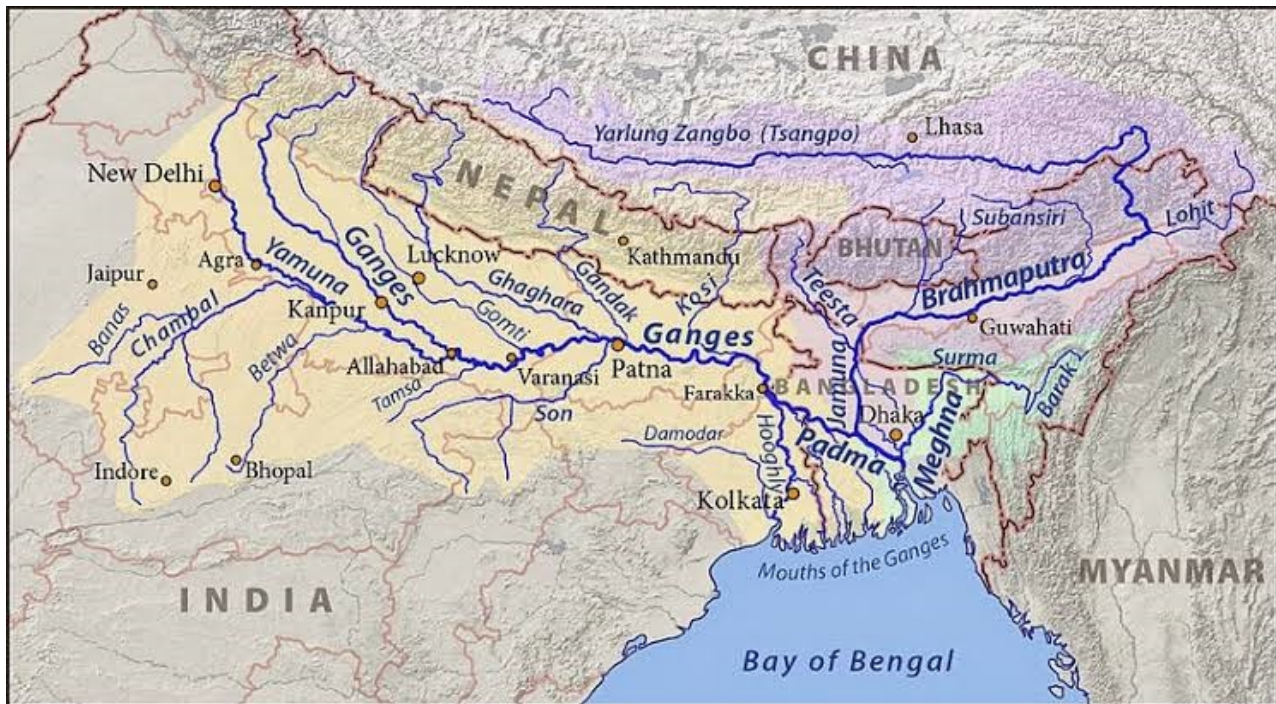 CHINA
Yarlung Zangbo (Tsangpo)
Lhasa
New Delhi
NEPAL
Subansiri
Lohit
BHUTAN
Agra
Yamuna
Ganges
Lucknow
Kathmandu
Jaipur
Ghaghara
Gandak
Kosi
Teesta
Brahmaputra
Banas
Chambal
Kanpur
Gomti
Ganges
Guwahati
Betwa
Allahabad
Varanasi
Patna
Jamuna
Surma
Tamsa
Son
Farakka
BANGLADESH
Barak
Dhaka
Damodar
Hooghly
Padma
Meghna
Indore
Bhopal
Kolkata
Mouths of the Ganges
INDIA
MYANMAR
Bay of Bengal